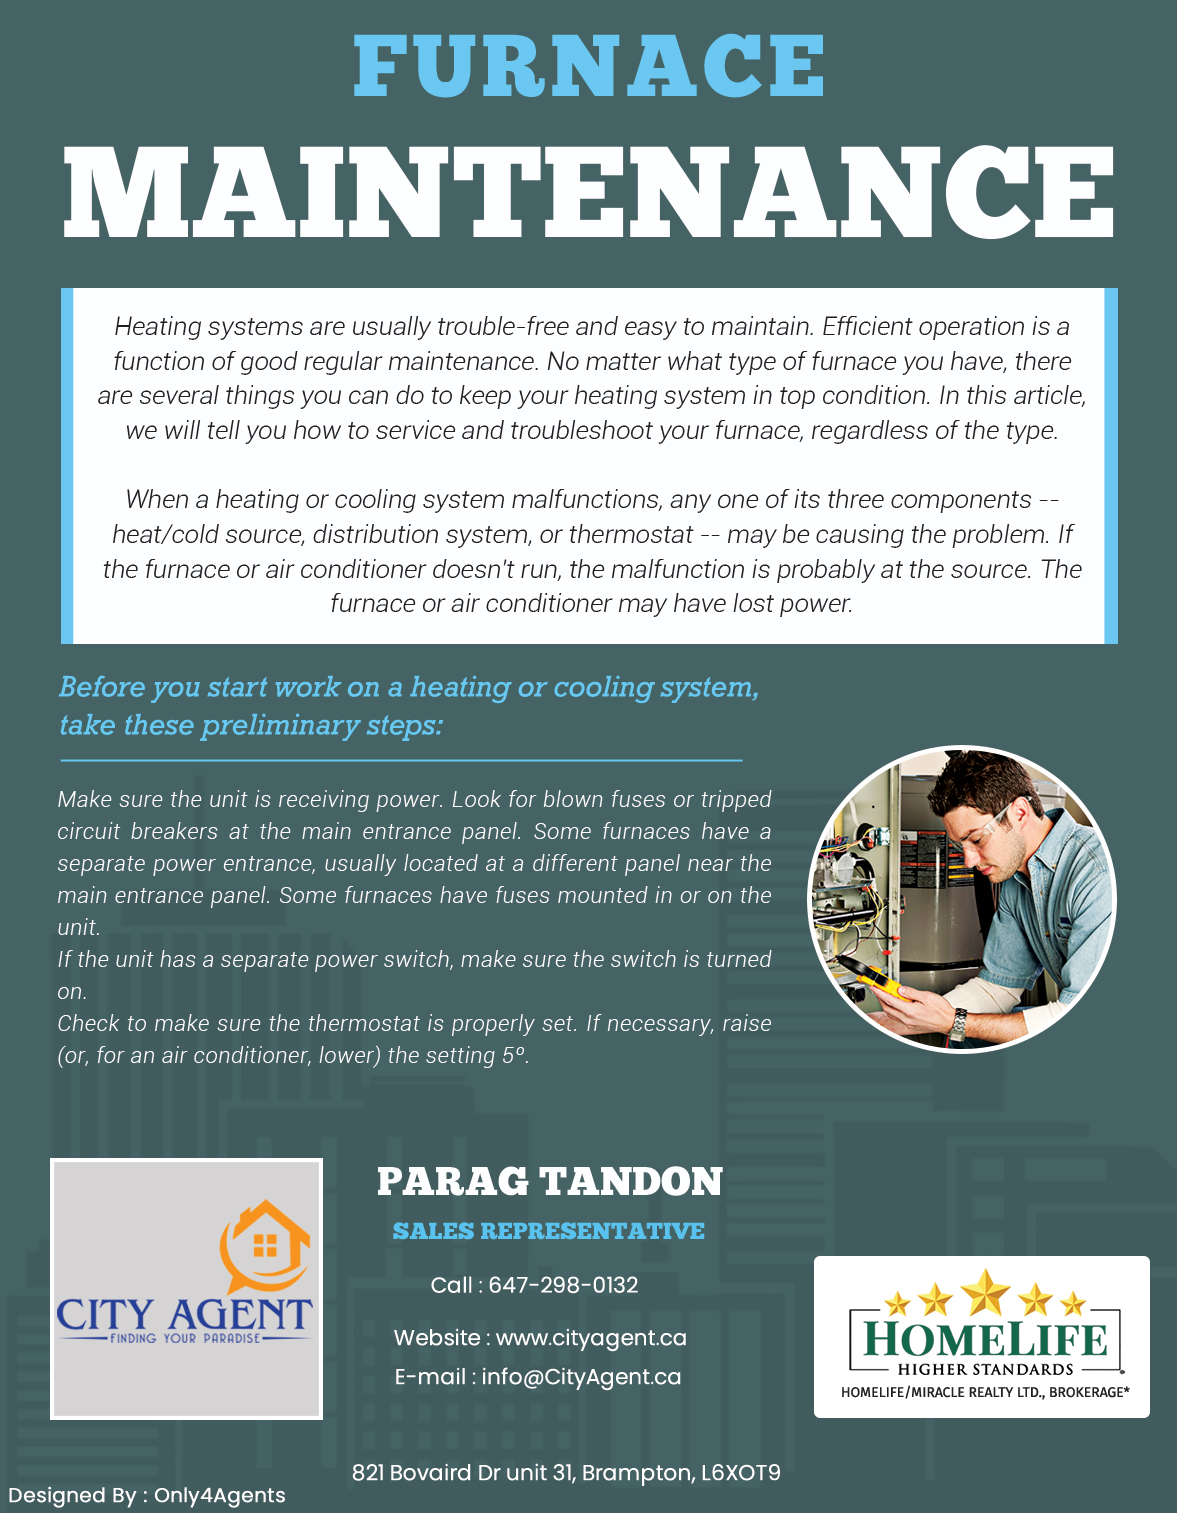 FURNACE
MAINTENANCE
Heating systems are usually trouble-free and easy to maintain. Efficient operation is a
function of good regular maintenance. No matter what type of furnace you have, there
are several things you can do to keep your heating system in top condition. In this article,
we will tell you how to service and troubleshoot your furnace, regardless of the type.
When a heating or cooling system malfunctions, any one of its three components --
heat/cold source, distribution system, or thermostat -- may be causing the problem. If
the furnace or air conditioner doesn't run, the malfunction is probably at the source. The
furnace or air conditioner may have lost power.
Before you start work on a heating or cooling system,
take these preliminary steps:
Make sure the unit is receiving power. Look for blown fuses or tripped
circuit breakers at the main entrance panel. Some furnaces have a
separate power entrance, usually located at a different panel near the
main entrance panel. Some furnaces have fuses mounted in or on the
unit.
If the unit has a separate power switch, make sure the switch is turned
on.
Check to make sure the thermostat is properly set. If necessary, raise
(or, for an air conditioner, lower) the setting 5º.
CITY AGENT
FINDING YOUR PARADISE
PARAG TANDON
SALES REPRESENTATIVE
Call : 647-298-0132
Website : www.cityagent.ca
E-mail : info@CityAgent.ca
HOMELIFE
HIGHER STANDARDS
HOMELIFE/MIRACLE REALTY LTD., BROKERAGE*
821 Bovaird Dr unit 31, Brampton, L6XOT9
Designed By : Only4Agents